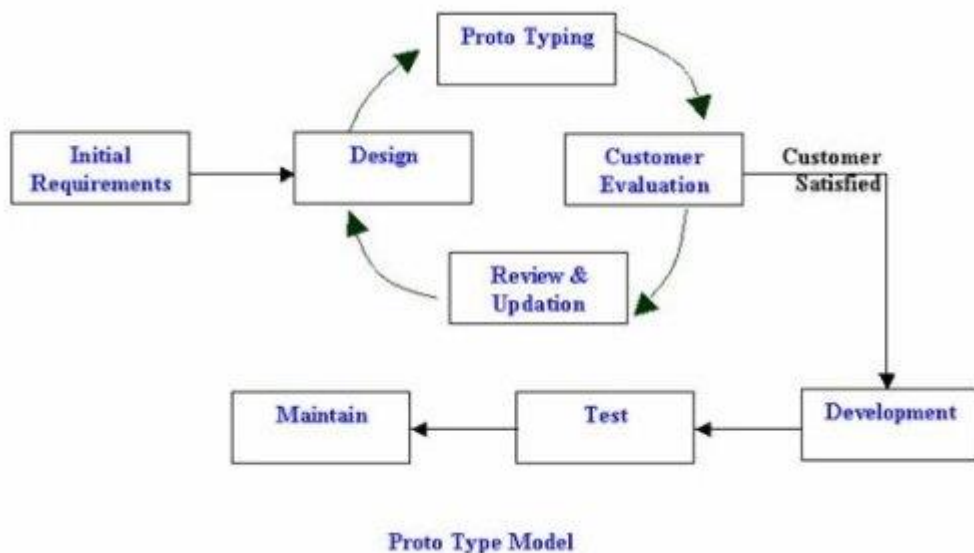 Proto Typing
Initial
Requirements
Design
Customer
Evaluation
Customer
Satisfied
Review &
Updation
Maintain
Test
Development
Proto Type Model